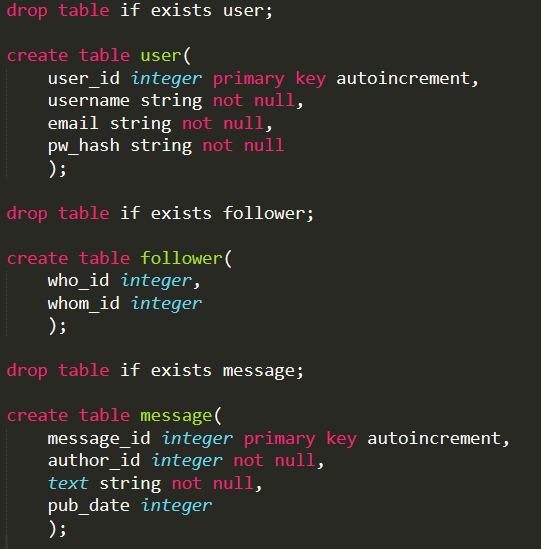 drop table if exists user;
create table user(
user_id integer primary key autoincrement,
username string not null,
email string not null,
pw_hash string not null
);
drop table if exists follower;
create table follower(
who_id integer,
whom_id integer
);
drop table if exists message;
create table message(
message_id integer primary key autoincrement,
author_id integer not null,
text string not null,
pub_date integer
);